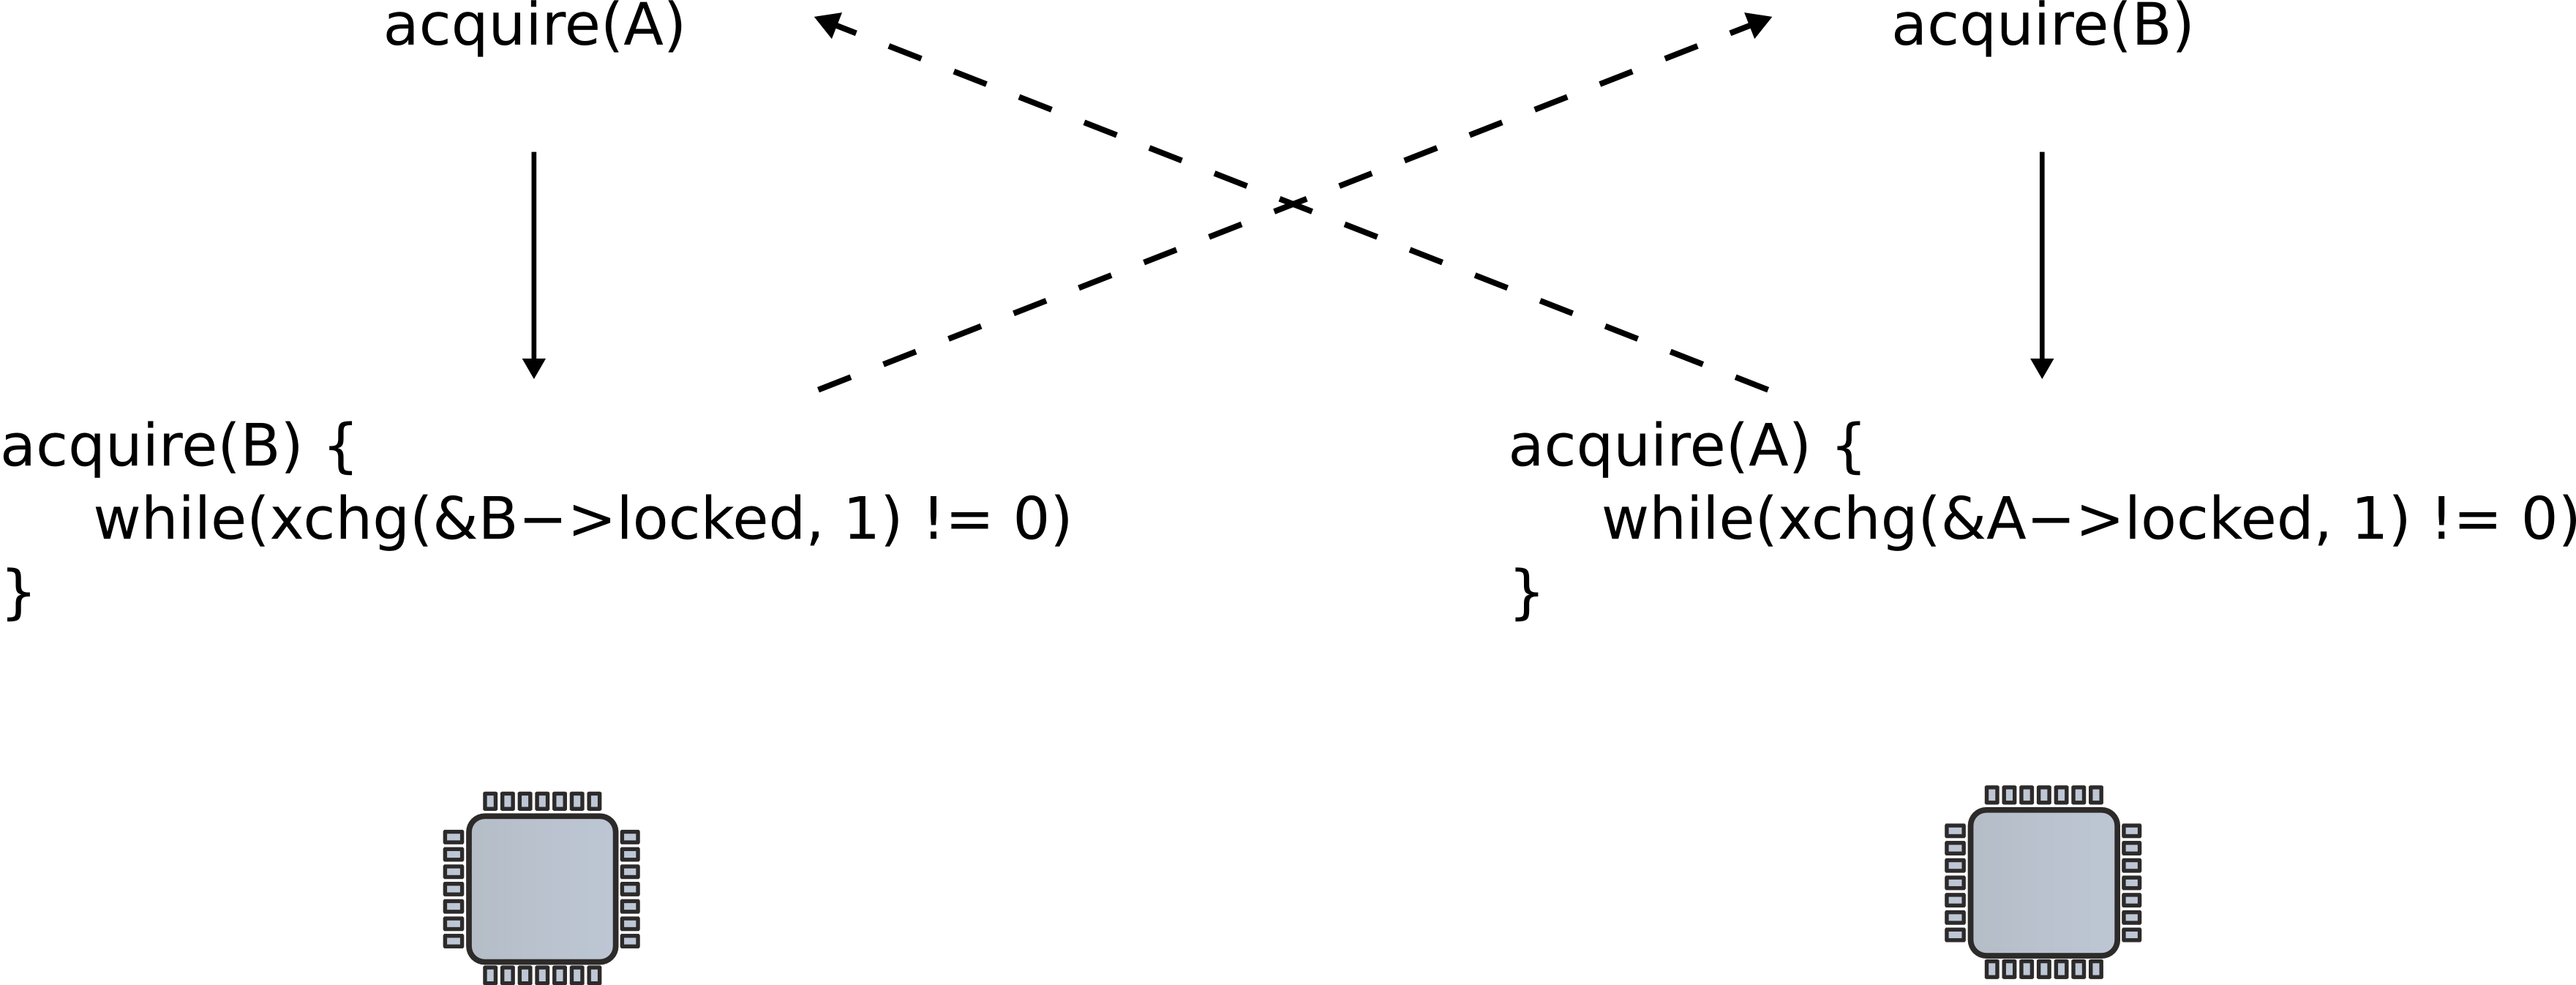 acquire(A)
acquire(B)
acquire(B) {
while(xchg(&B−>locked, 1) != 0)
}
acquire(A) {
while(xchg(&A−>locked, 1) != 0)
}